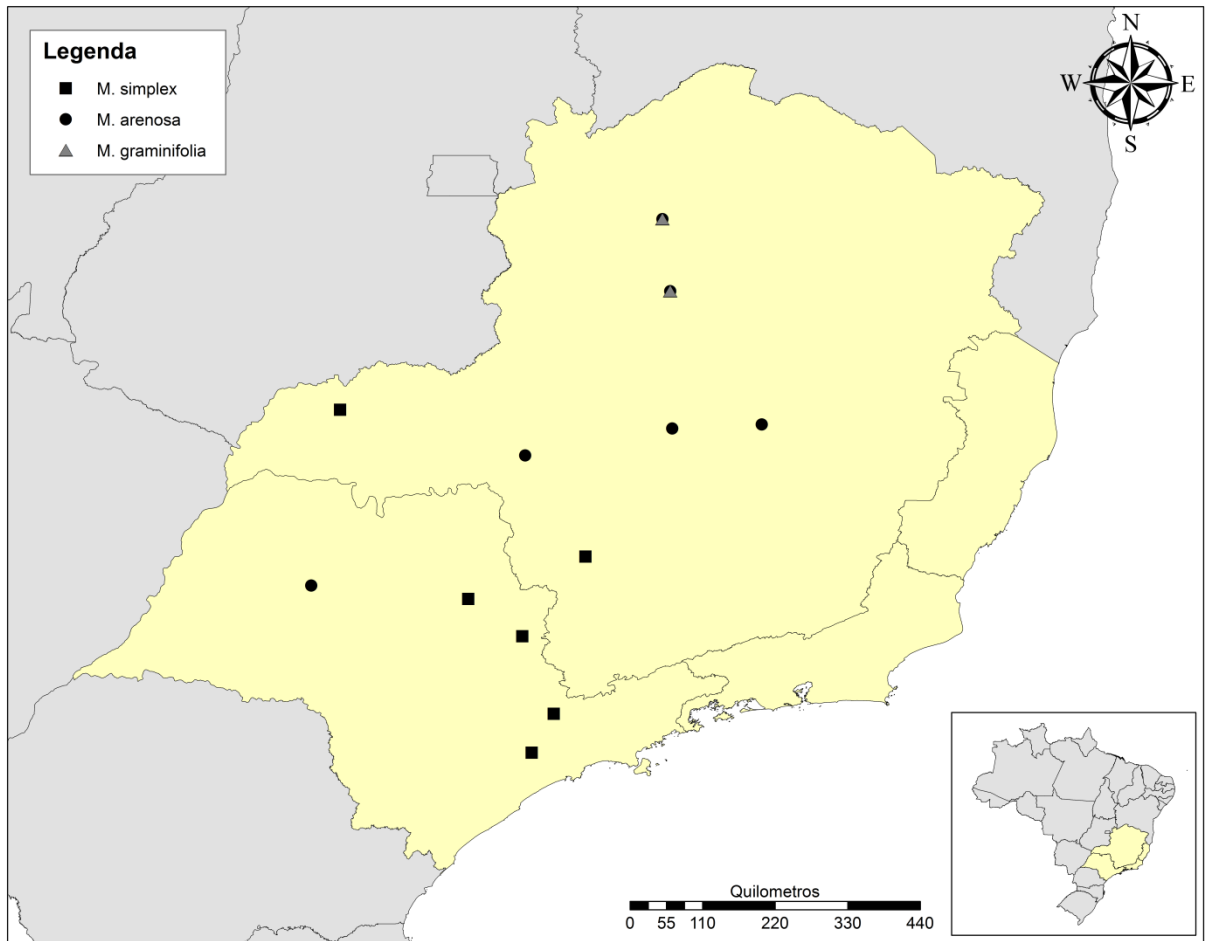 Legenda
M. simplex
M. arenosa
M. graminifolia
N
W
E
S
Quilometros
0 55 110 220 330 440